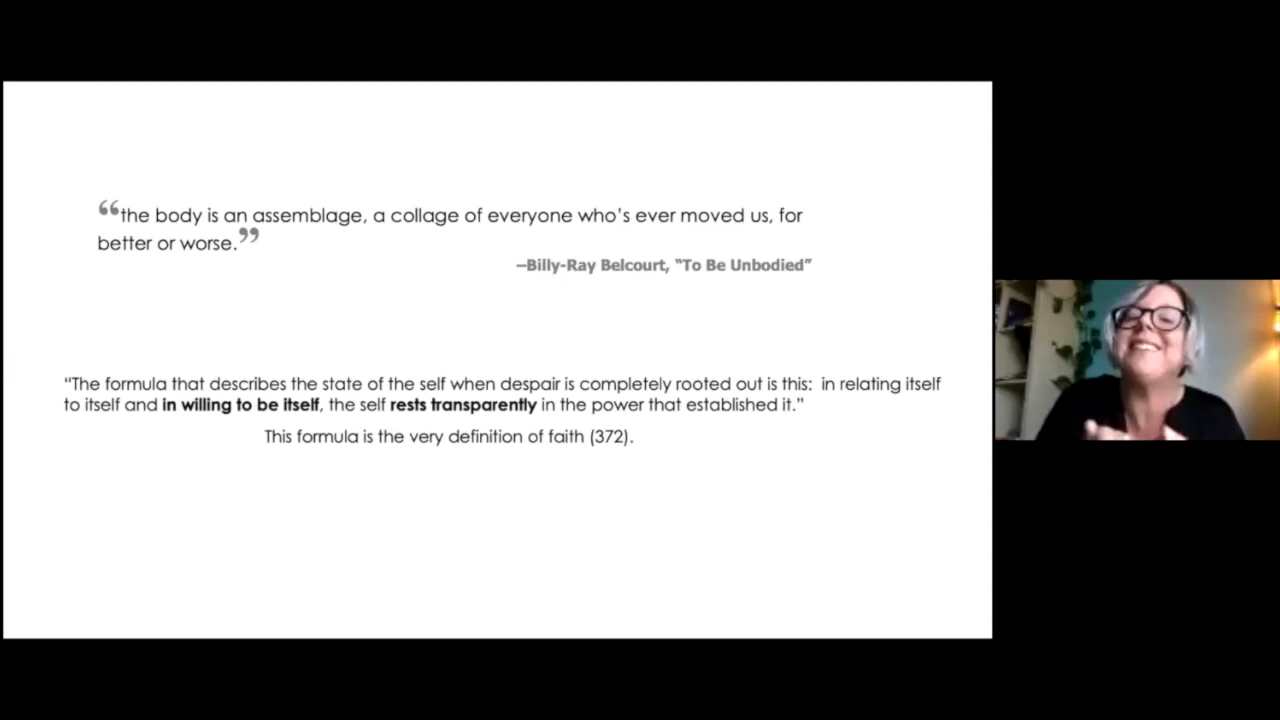 “the body is an assemblage, a collage of everyone who’s ever moved us, for
better or worse.”
–Billy-Ray Belcourt, “To Be Unbodied”
“The formula that describes the state of the self when despair is completely rooted out is this:  in relating itself
to itself and in willing to be itself, the self rests transparently in the power that established it.”
This formula is the very definition of faith (372).